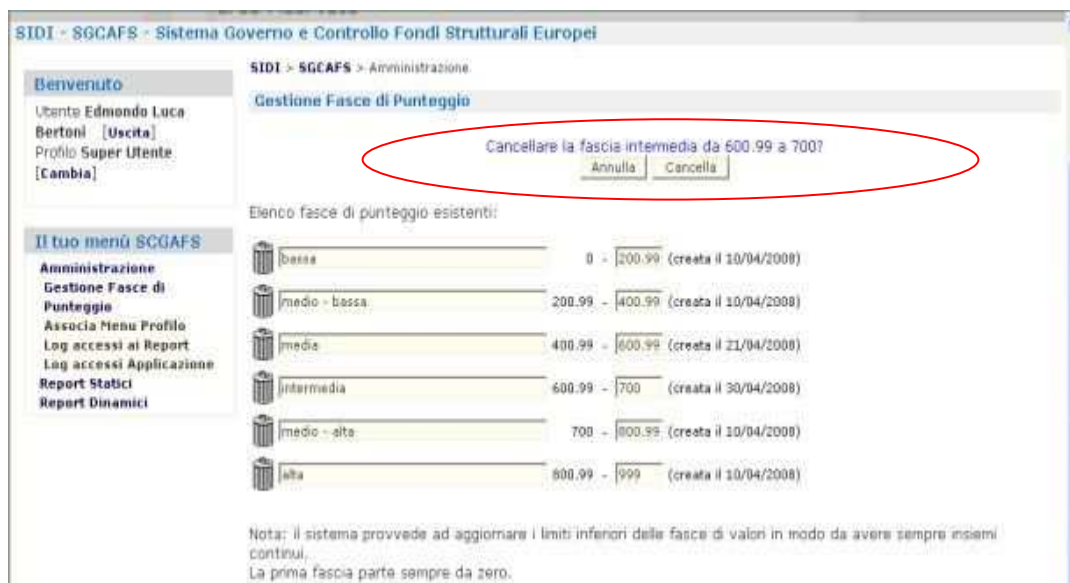 SIDI - SGCAFS - Sistema Governo e Controllo Fondi Strutturali Europei
SIDI > SGCAFS > Amministrazione
Benvenuto
Utente Edmondo Luca
Bertoni [Uscita]
Profilo Super Utente
[Cambia]
Gestione Fasce di Punteggio
Cancellare la fascia intermedia da 600.99 a 700?
Annulla Cancella
Elenco fasce di punteggio esistenti:
Il tuo menù SCGAFS
Amministrazione
Gestione Fasce di
Punteggio
Associa Menu Profilo
Log accessi ai Report
Log accessi Applicazione
Report Statici
Report Dinamici
bassa 0 - 200.99 (creata il 10/04/2008)
medio - bassa 200.99 - 400.99 (creata il 10/04/2008)
media 400.99 - 600.99 (creata il 21/04/2008)
intermedia 600.99 - 700 (creata il 30/04/2008)
medio - alta 700 - 800.99 (creata il 10/04/2008)
alta 800.99 - 999 (creata il 10/04/2008)
Nota: il sistema provvede ad aggiornare i limiti inferiori delle fasce di valori in modo da avere sempre insiemi
continui.
La prima fascia parte sempre da zero.